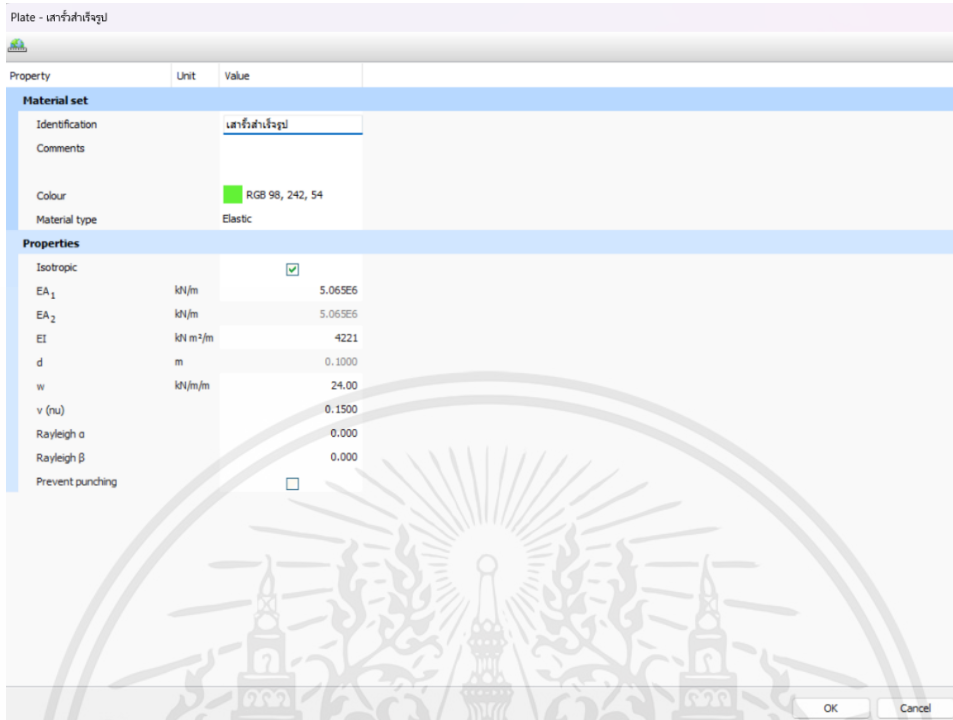 Plate - เสารั้วสำเร็จรูป
Property Unit Value
Material set
Identification เสารั้วสำเร็จรูป
Comments
Colour RGB 98, 242, 54
Material type Elastic
Properties
Isotropic
EA₁ kN/m 5.065E6
EA₂ kN/m 5.065E6
EI kN m²/m 4221
d m 0.1000
w kN/m/m 24.00
ν (nu) 0.1500
Rayleigh α 0.000
Rayleigh β 0.000
Prevent punching
OK Cancel